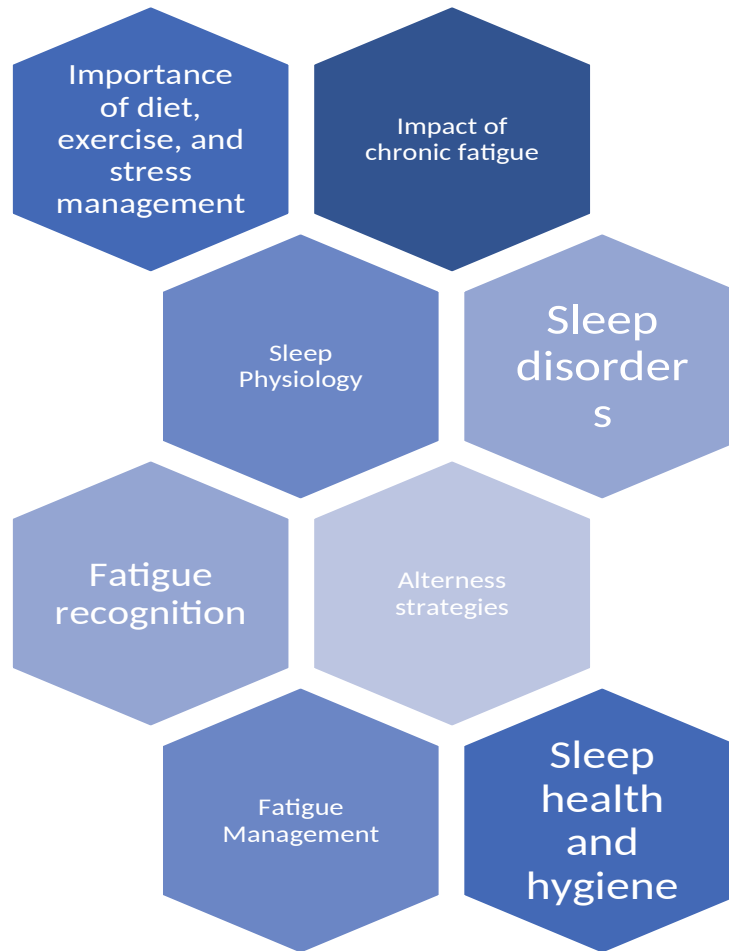 Importance
of diet,
exercise, and
stress
management
Impact of
chronic fatigue
Sleep
Physiology
Sleep
disorder
s
Fatigue
recognition
Alterness
strategies
Fatigue
Management
Sleep
health
and
hygiene